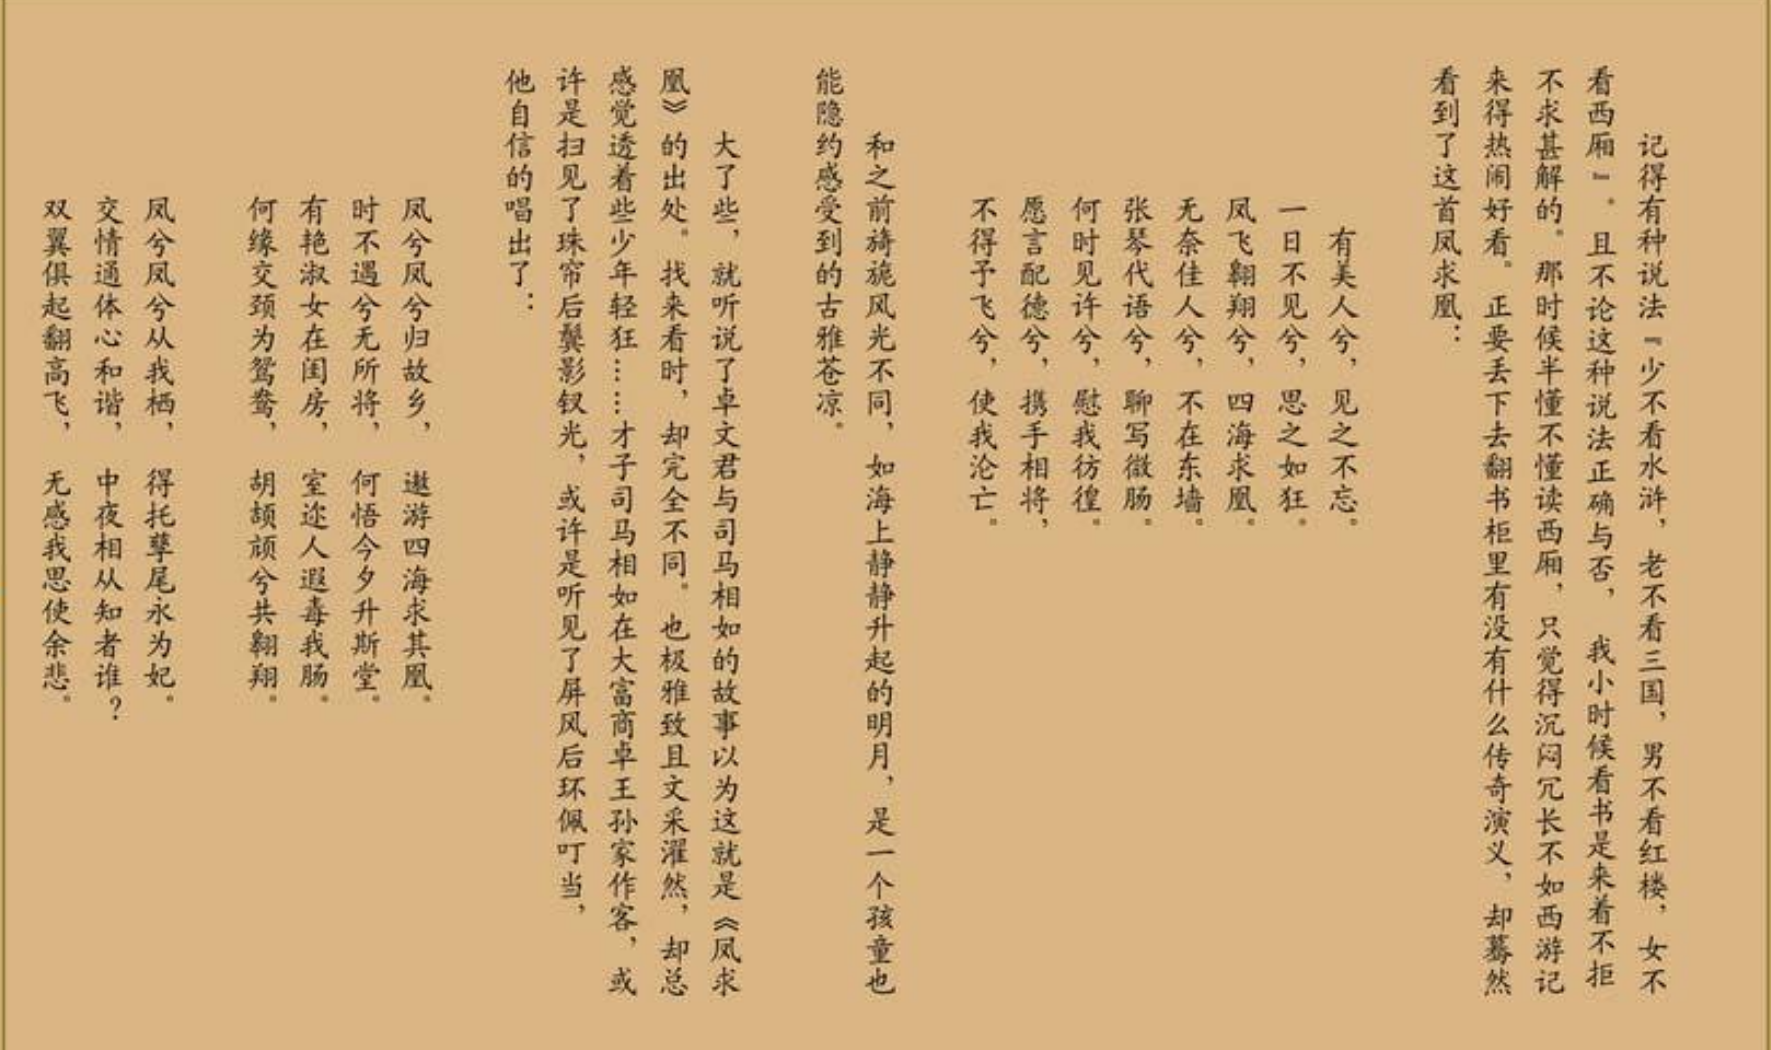 记得有种说法『少不看水浒，老不看三国，男不看红楼，女不
看西厢』。且不论这种说法正确与否，我小时候看书是来着不拒
不求甚解的。那时候半懂不懂读西厢，只觉得沉闷冗长不如西游记
来得热闹好看。正要丢下去翻书柜里有没有什么传奇演义，却蓦然
看到了这首凤求凰：
有美人兮，见之不忘。
一日不见兮，思之如狂。
凤飞翱翔兮，四海求凰。
无奈佳人兮，不在东墙。
张琴代语兮，聊写微肠。
何时见许兮，慰我彷徨。
愿言配德兮，携手相将，
不得予飞兮，使我沦亡。
和之前旖旎风光不同，如海上静静升起的明月，是一个孩童也
能隐约感受到的古雅苍凉。
大了些，就听说了卓文君与司马相如的故事以为这就是《凤求
凰》的出处。找来看时，却完全不同。也极雅致且文采濯然，却总
感觉透着些少年轻狂……才子司马相如在大富商卓王孙家作客，或
许是扫见了珠帘后鬓影钗光，或许是听见了屏风后环佩叮当，
他自信的唱出了：
凤兮凤兮归故乡，遨游四海求其凰。
时不遇兮无所将，何悟今夕升斯堂。
有艳淑女在闺房，室迩人遐毒我肠。
何缘交颈为鸳鸯，胡颉颃兮共翱翔。
凤兮凤兮从我栖，得托孳尾永为妃。
交情通体心和谐，中夜相从知者谁？
双翼俱起翻高飞，无感我思使余悲。